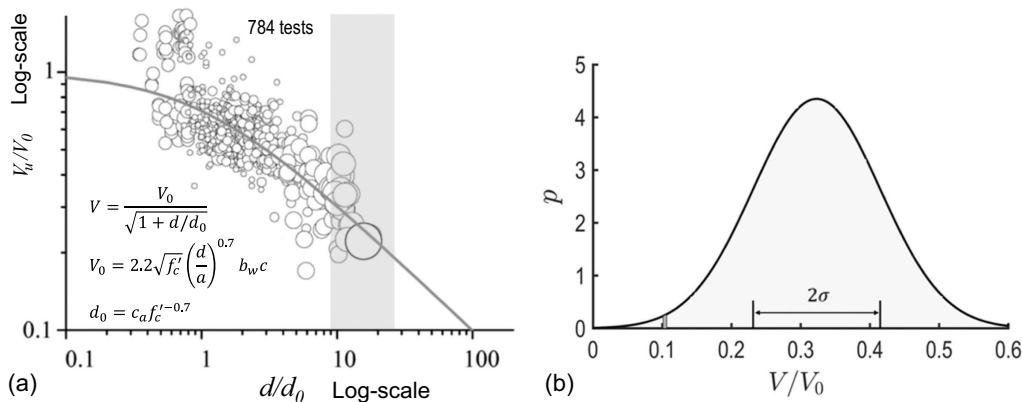 784 tests
Log-scale
V_u/V_0
1
0.1
V = V_0 / √(1 + d/d_0)
V_0 = 2.2√f_c′ (d/a)^0.7 b_w c
d_0 = c_a f_c′^−0.7
0.1 1 10 100
(a) d/d_0 Log-scale
5
4
3
2
1
0
p
2σ
0 0.1 0.2 0.3 0.4 0.5 0.6
(b) V/V_0